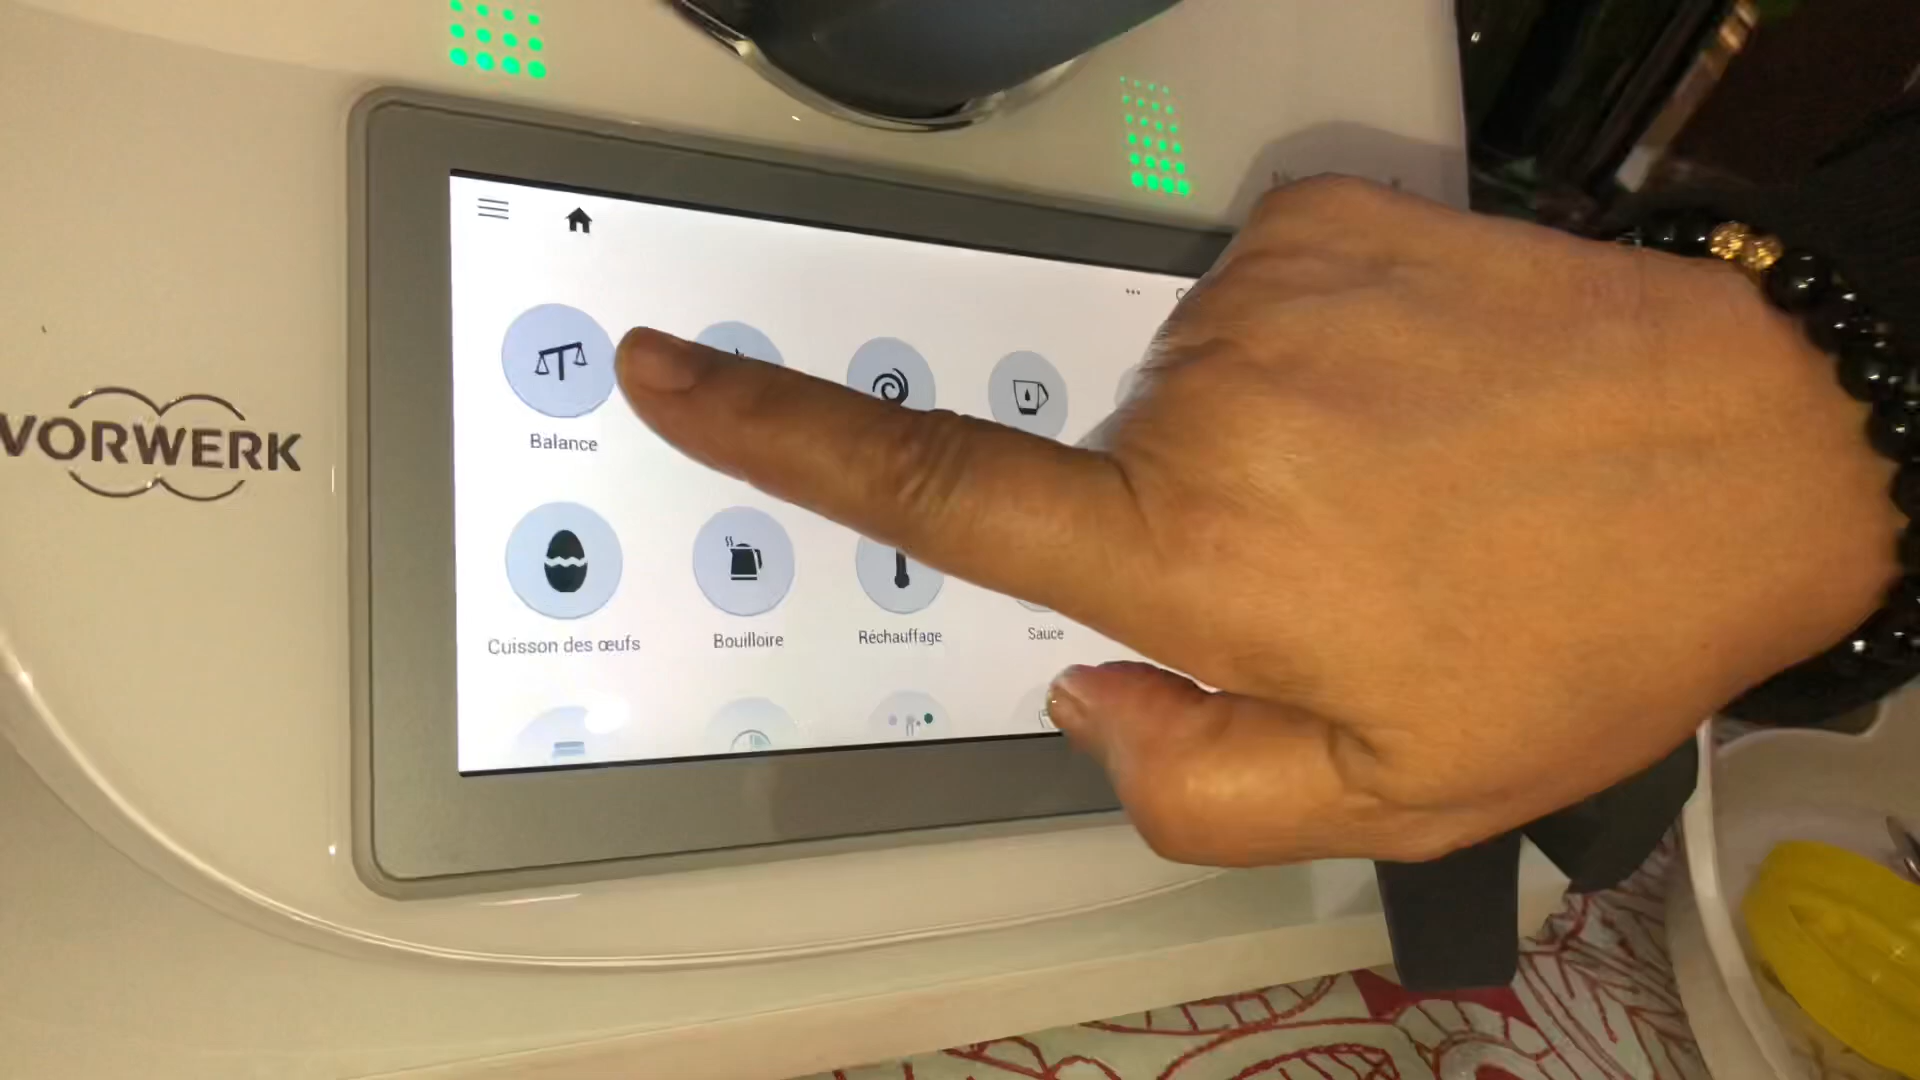 VORWERK
Balance
Cuisson des œufs
Bouilloire
Réchauffage
Sauce